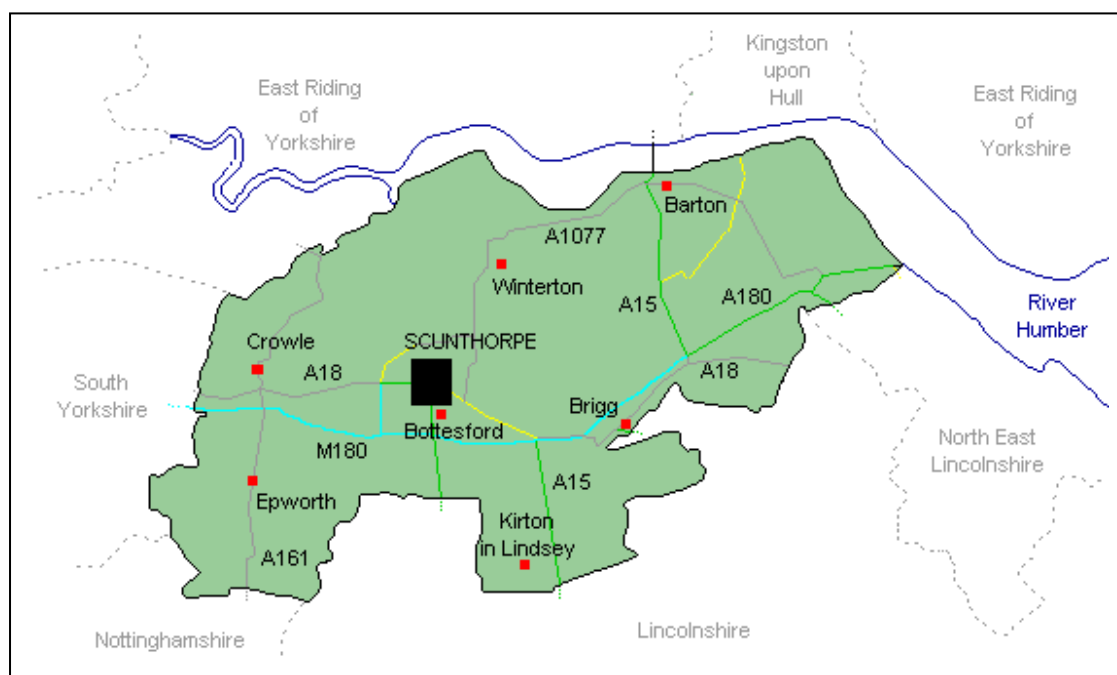 Kingston
upon
Hull
East Riding
of
Yorkshire
East Riding
of
Yorkshire
Barton
A1077
Winterton
A15
A180
River
Humber
Crowle
SCUNTHORPE
A18
A18
South
Yorkshire
Brigg
Bottesford
M180
North East
Lincolnshire
A15
Epworth
Kirton
in Lindsey
A161
Nottinghamshire
Lincolnshire